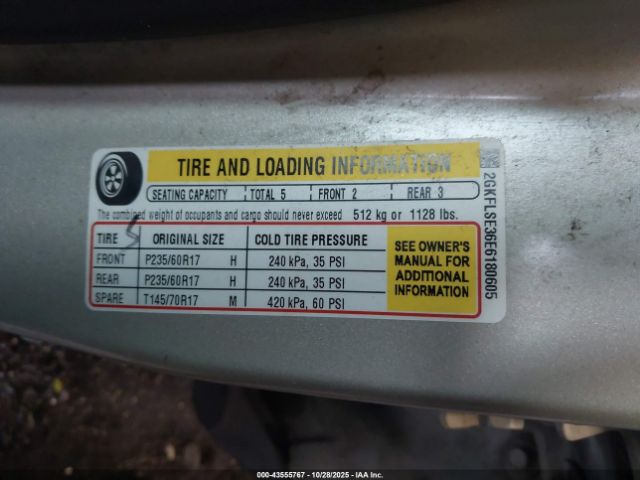 TIRE AND LOADING INFORMATION
SEATING CAPACITY TOTAL 5 FRONT 2 REAR 3
The combined weight of occupants and cargo should never exceed 512 kg or 1128 lbs.
TIRE ORIGINAL SIZE COLD TIRE PRESSURE
FRONT P235/60R17 H 240 kPa, 35 PSI
REAR P235/60R17 H 240 kPa, 35 PSI
SPARE T145/70R17 M 420 kPa, 60 PSI
SEE OWNER'S
MANUAL FOR
ADDITIONAL
INFORMATION
2GKFLSE36E6180605
00-43555767 - 10/28/2025 - IAA Inc.